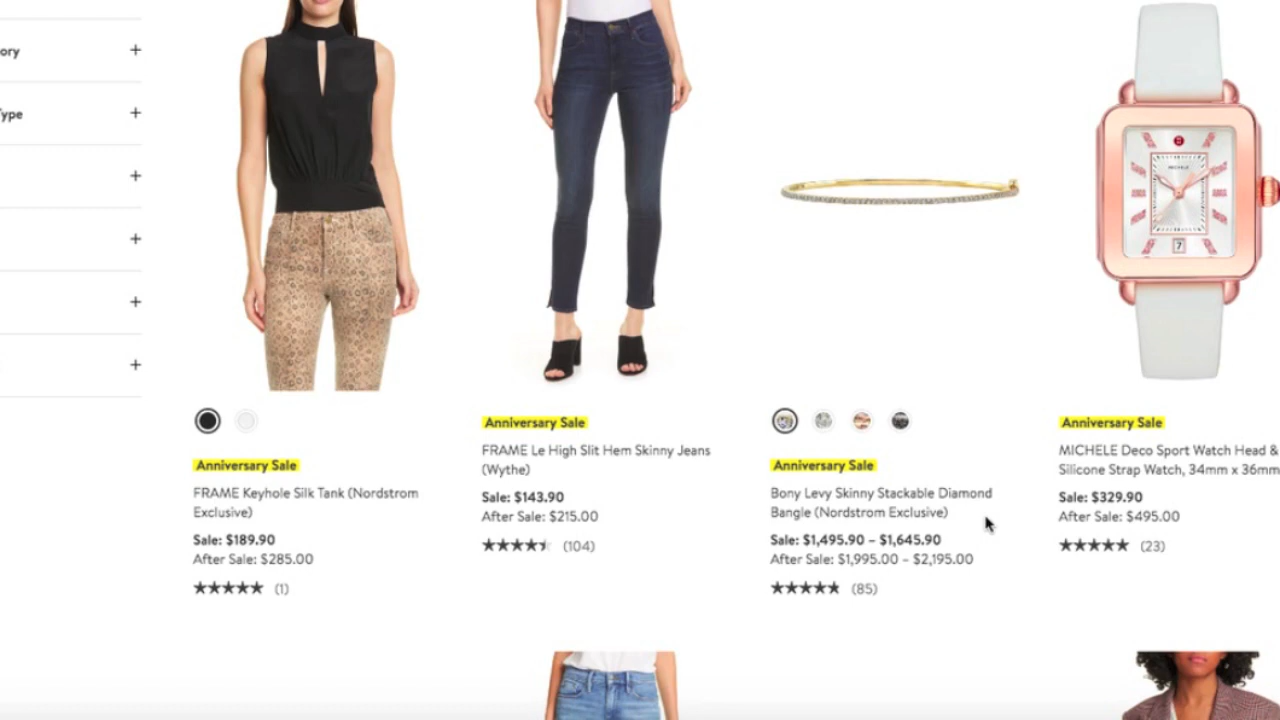 ory +
Type +
+
+
+
+
MICHELE
7
Anniversary Sale
FRAME Keyhole Silk Tank (Nordstrom
Exclusive)
Sale: $189.90
After Sale: $285.00
(1)
Anniversary Sale
FRAME Le High Slit Hem Skinny Jeans
(Wythe)
Sale: $143.90
After Sale: $215.00
(104)
Anniversary Sale
Bony Levy Skinny Stackable Diamond
Bangle (Nordstrom Exclusive)
Sale: $1,495.90 – $1,645.90
After Sale: $1,995.00 – $2,195.00
(85)
Anniversary Sale
MICHELE Deco Sport Watch Head &
Silicone Strap Watch, 34mm x 36mm
Sale: $329.90
After Sale: $495.00
(23)